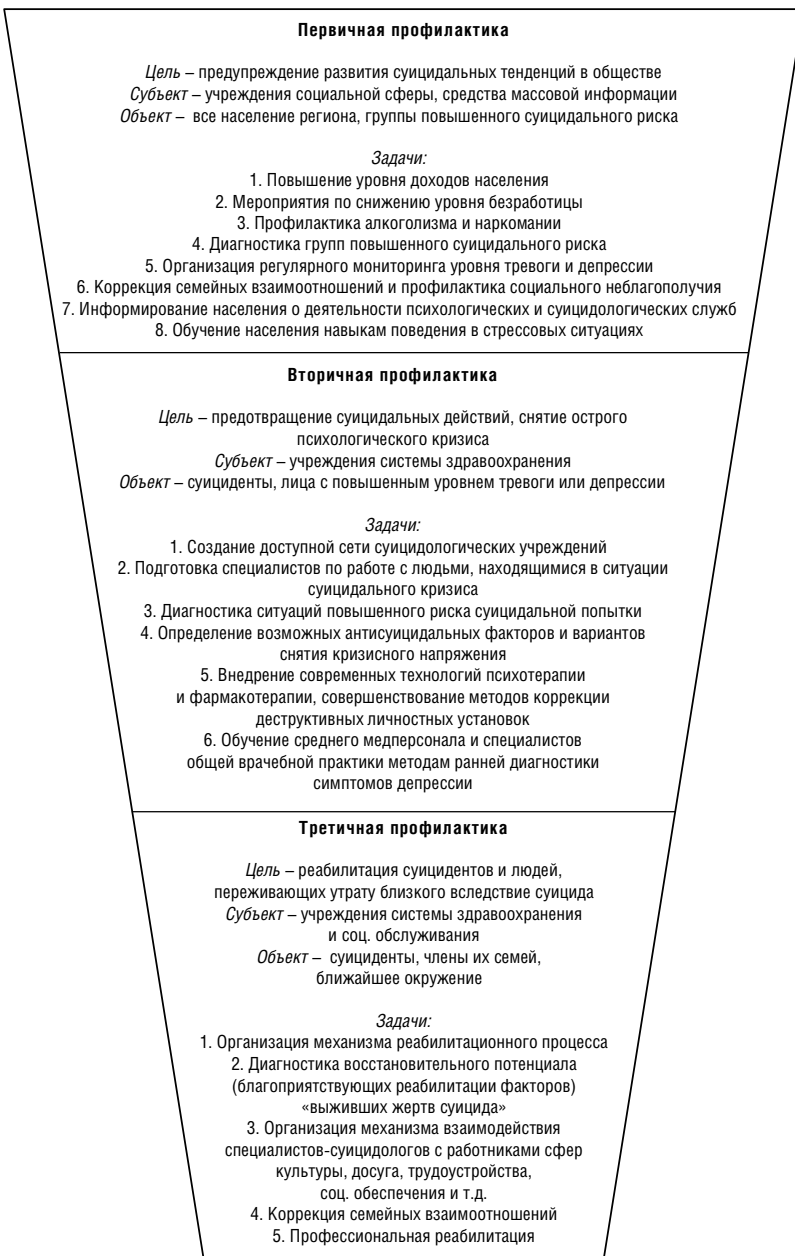 Первичная профилактика
Цель – предупреждение развития суицидальных тенденций в обществе
Субъект – учреждения социальной сферы, средства массовой информации
Объект – все население региона, группы повышенного суицидального риска
Задачи:
1. Повышение уровня доходов населения
2. Мероприятия по снижению уровня безработицы
3. Профилактика алкоголизма и наркомании
4. Диагностика групп повышенного суицидального риска
5. Организация регулярного мониторинга уровня тревоги и депрессии
6. Коррекция семейных взаимоотношений и профилактика социального неблагополучия
7. Информирование населения о деятельности психологических и суицидологических служб
8. Обучение населения навыкам поведения в стрессовых ситуациях
Вторичная профилактика
Цель – предотвращение суицидальных действий, снятие острого
психологического кризиса
Субъект – учреждения системы здравоохранения
Объект – суициденты, лица с повышенным уровнем тревоги или депрессии
Задачи:
1. Создание доступной сети суицидологических учреждений
2. Подготовка специалистов по работе с людьми, находящимися в ситуации
суицидального кризиса
3. Диагностика ситуаций повышенного риска суицидальной попытки
4. Определение возможных антисуицидальных факторов и вариантов
снятия кризисного напряжения
5. Внедрение современных технологий психотерапии
и фармакотерапии, совершенствование методов коррекции
деструктивных личностных установок
6. Обучение среднего медперсонала и специалистов
общей врачебной практики методам ранней диагностики
симптомов депрессии
Третичная профилактика
Цель – реабилитация суицидентов и людей,
переживающих утрату близкого вследствие суицида
Субъект – учреждения системы здравоохранения
и соц. обслуживания
Объект – суициденты, члены их семей,
ближайшее окружение
Задачи:
1. Организация механизма реабилитационного процесса
2. Диагностика восстановительного потенциала
(благоприятствующих реабилитации факторов)
«выживших жертв суицида»
3. Организация механизма взаимодействия
специалистов-суицидологов с работниками сфер
культуры, досуга, трудоустройства,
соц. обеспечения и т.д.
4. Коррекция семейных взаимоотношений
5. Профессиональная реабилитация